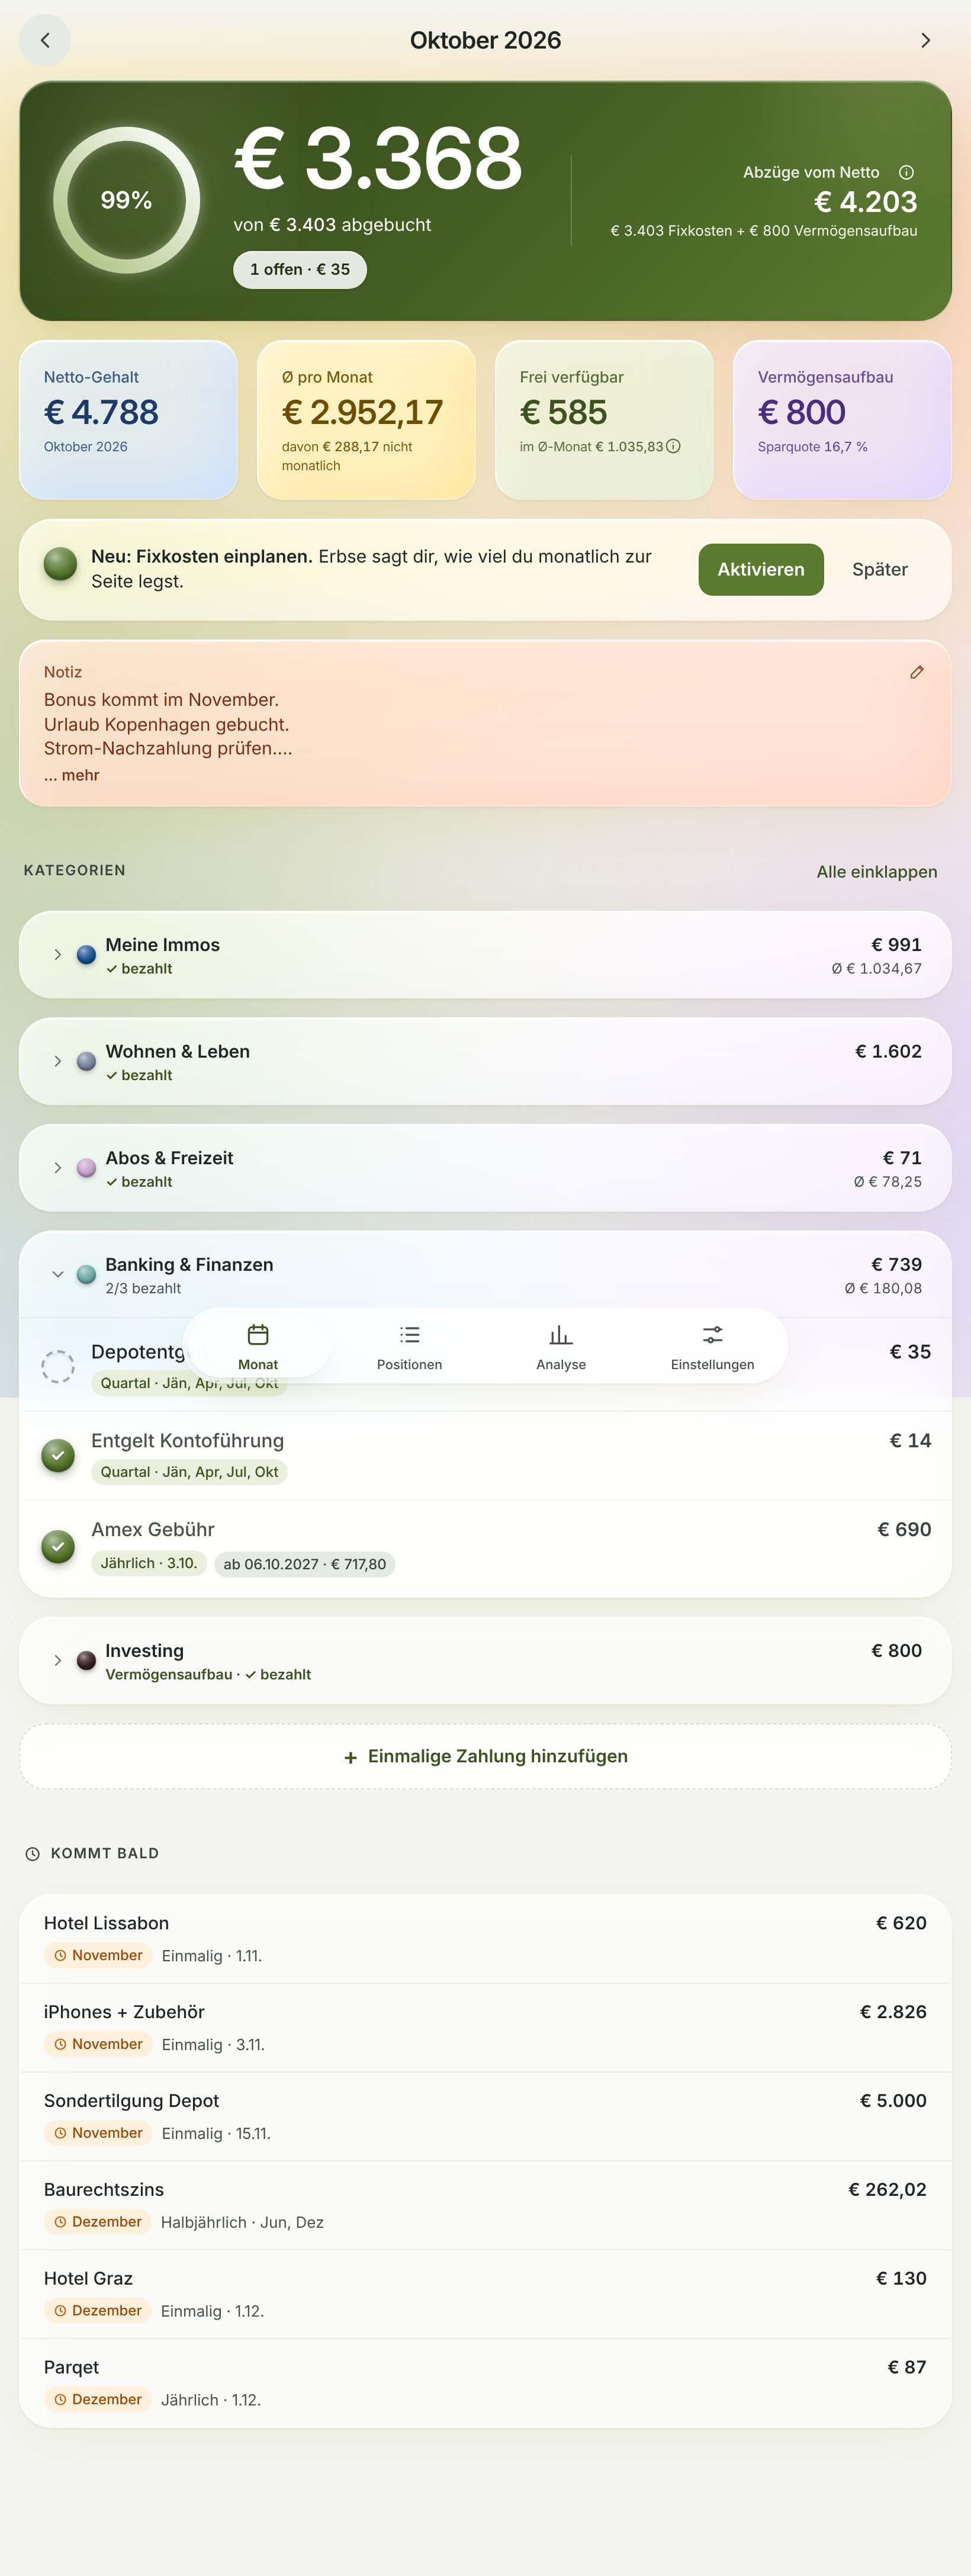 Oktober 2026
99%
€ 3.368
von € 3.403 abgebucht
1 offen · € 35
Abzüge vom Netto
€ 4.203
€ 3.403 Fixkosten + € 800 Vermögensaufbau
Netto-Gehalt
€ 4.788
Oktober 2026
Ø pro Monat
€ 2.952,17
davon € 288,17 nicht
monatlich
Frei verfügbar
€ 585
im Ø-Monat € 1.035,83
Vermögensaufbau
€ 800
Sparquote 16,7 %
Neu: Fixkosten einplanen. Erbse sagt dir, wie viel du monatlich zur
Seite legst.
Aktivieren
Später
Notiz
Bonus kommt im November.
Urlaub Kopenhagen gebucht.
Strom-Nachzahlung prüfen....
... mehr
KATEGORIEN
Alle einklappen
Meine Immos
€ 991
✓ bezahlt
Ø € 1.034,67
Wohnen & Leben
€ 1.602
✓ bezahlt
Abos & Freizeit
€ 71
✓ bezahlt
Ø € 78,25
Banking & Finanzen
€ 739
2/3 bezahlt
Ø € 180,08
€ 35
Quartal · Jän, Apr, Jul, Okt
Monat
Positionen
Analyse
Einstellungen
Entgelt Kontoführung
€ 14
Quartal · Jän, Apr, Jul, Okt
Amex Gebühr
€ 690
Jährlich · 3.10.
ab 06.10.2027 · € 717,80
Investing
€ 800
Vermögensaufbau · ✓ bezahlt
+ Einmalige Zahlung hinzufügen
KOMMT BALD
Hotel Lissabon
€ 620
November
Einmalig · 1.11.
iPhones + Zubehör
€ 2.826
November
Einmalig · 3.11.
Sondertilgung Depot
€ 5.000
November
Einmalig · 15.11.
Baurechtszins
€ 262,02
Dezember
Halbjährlich · Jun, Dez
Hotel Graz
€ 130
Dezember
Einmalig · 1.12.
Parqet
€ 87
Dezember
Jährlich · 1.12.